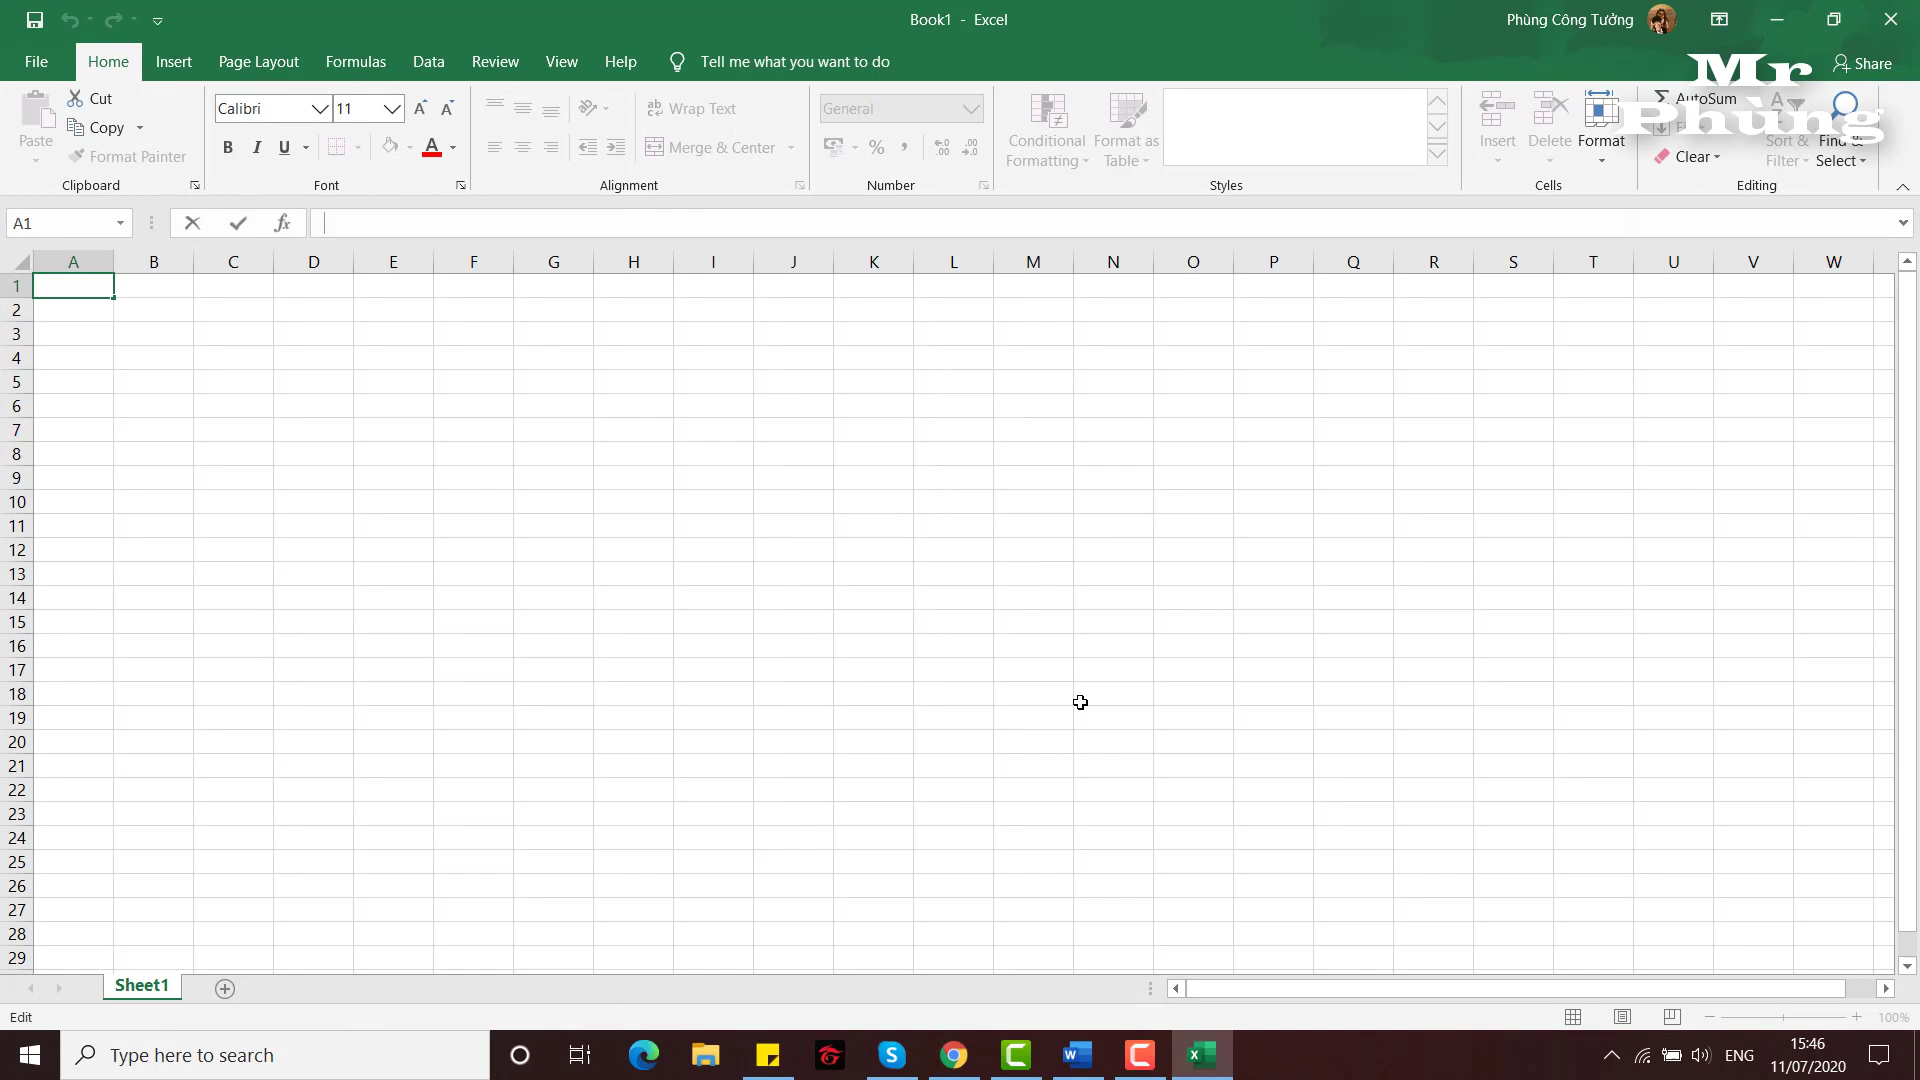 Book1 - Excel
Phùng Công Tưởng
File Home Insert Page Layout Formulas Data Review View Help Tell me what you want to do
Share
Mr
Phùng
Paste
Cut
Copy
Format Painter
Clipboard
Calibri 11
B I U A
Font
Wrap Text
Merge & Center
Alignment
General
% ,
Number
Conditional
Formatting
Format as
Table
Styles
Insert Delete Format
Cells
AutoSum
Clear
Sort &
Filter
Find &
Select
Editing
A1
fx
A B C D E F G H I J K L M N O P Q R S T U V W
1
2
3
4
5
6
7
8
9
10
11
12
13
14
15
16
17
18
19
20
21
22
23
24
25
26
27
28
29
Sheet1
Edit
100%
Type here to search
ENG
15:46
11/07/2020